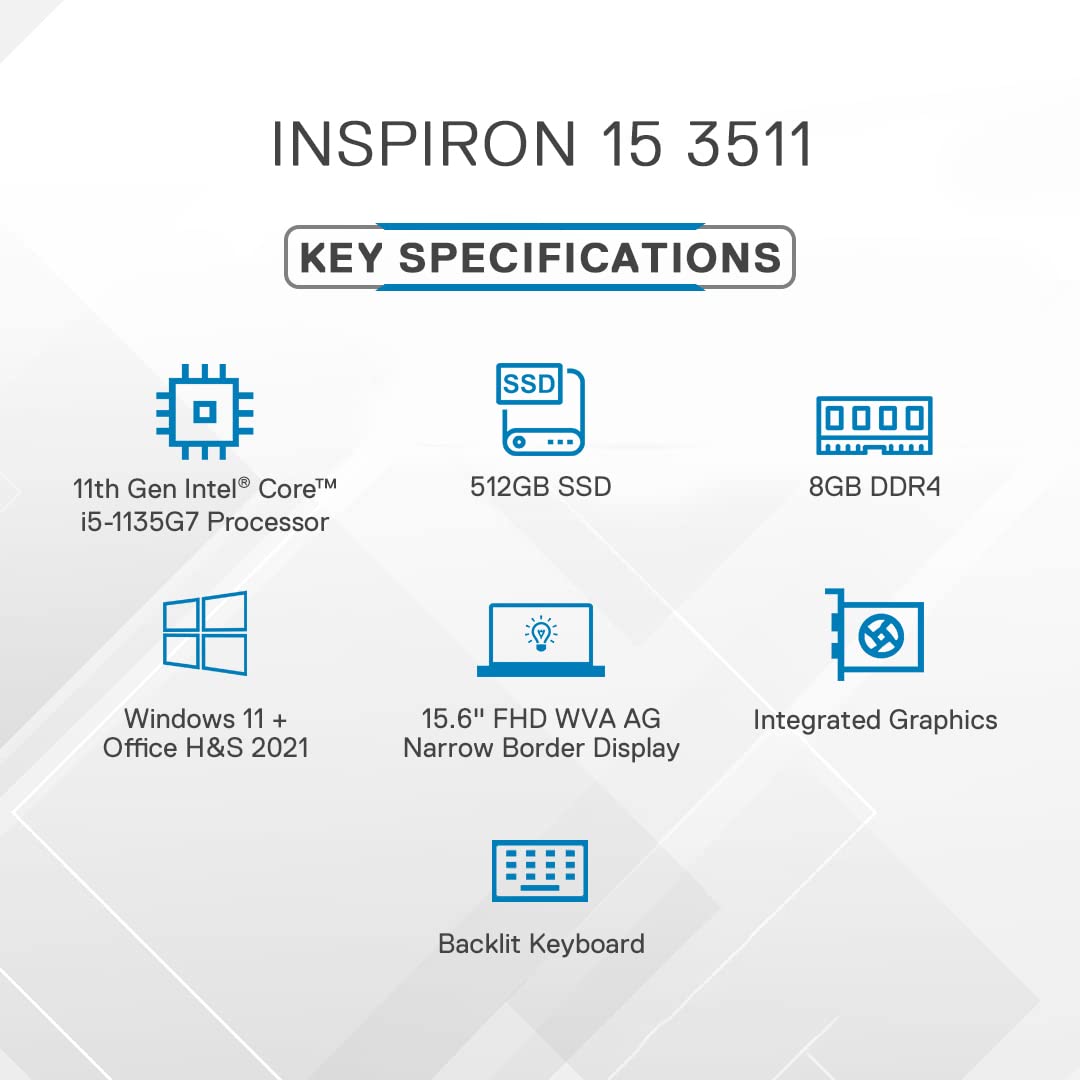 INSPIRON 15 3511
KEY SPECIFICATIONS
SSD
11th Gen Intel® Core™
i5-1135G7 Processor
512GB SSD
8GB DDR4
Windows 11 +
Office H&S 2021
15.6" FHD WVA AG
Narrow Border Display
Integrated Graphics
Backlit Keyboard